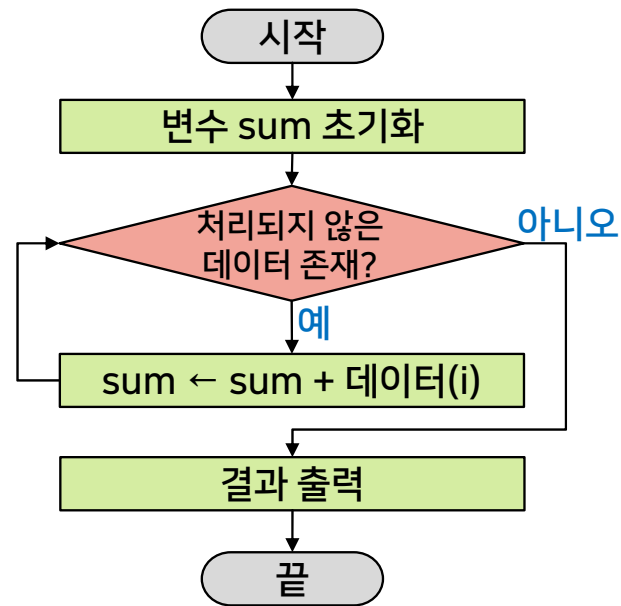 시작
변수 sum 초기화
처리되지 않은
데이터 존재?
아니오
예
sum ← sum + 데이터(i)
결과 출력
끝